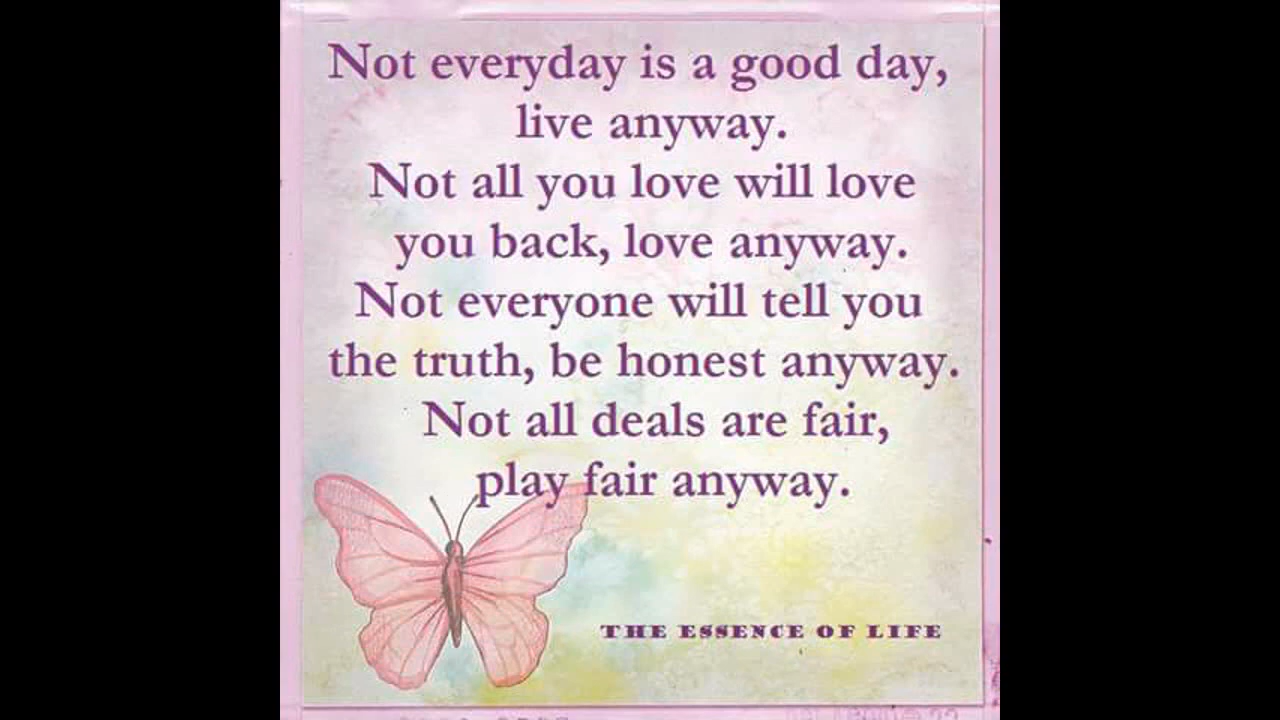 Not everyday is a good day,
live anyway.
Not all you love will love
you back, love anyway.
Not everyone will tell you
the truth, be honest anyway.
Not all deals are fair,
play fair anyway.
THE ESSENCE OF LIFE